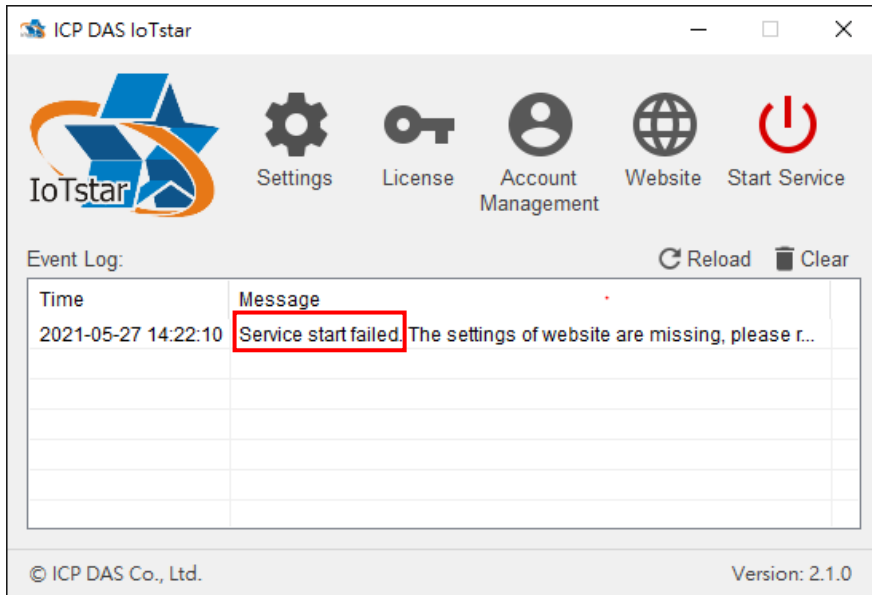 ICP DAS IoTstar
IoTstar
Settings
License
Account
Management
Website
Start Service
Event Log:
Reload
Clear
Time
Message
2021-05-27 14:22:10
Service start failed. The settings of website are missing, please r...
© ICP DAS Co., Ltd.
Version: 2.1.0